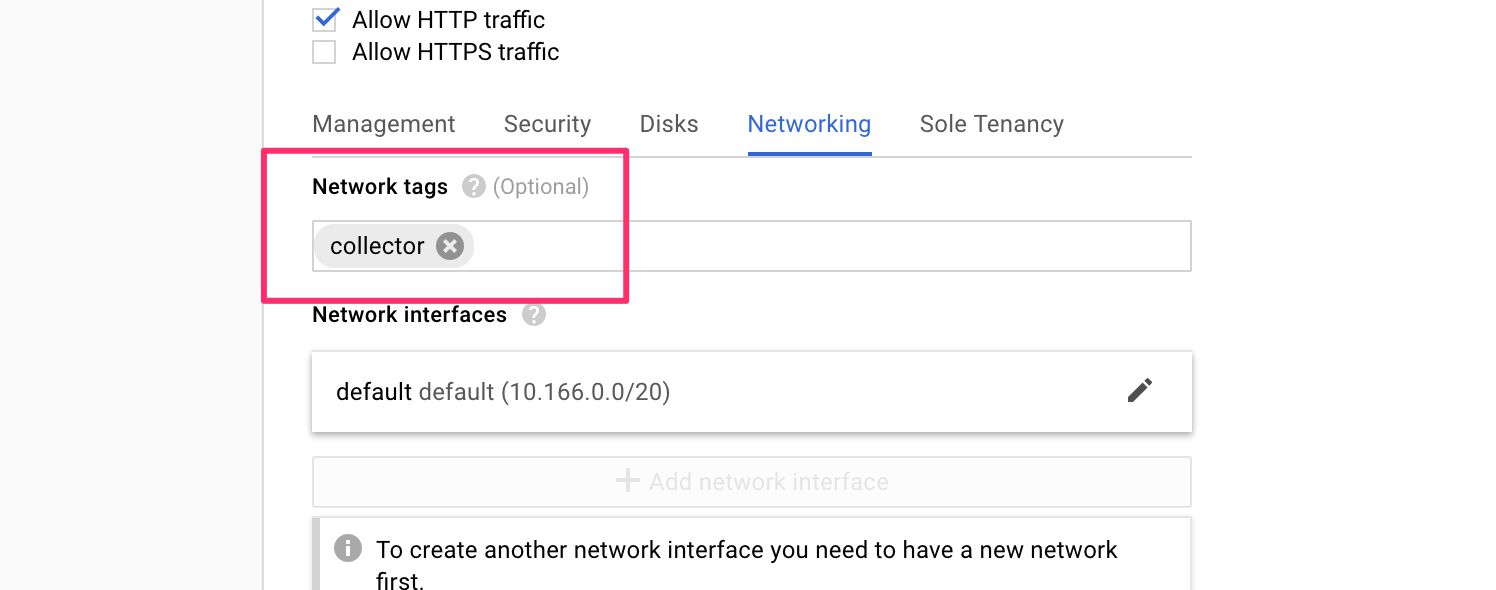 Allow HTTP traffic
Allow HTTPS traffic
Management Security Disks Networking Sole Tenancy
Network tags ? (Optional)
collector
Network interfaces ?
default default (10.166.0.0/20)
+ Add network interface
To create another network interface you need to have a new network
first.